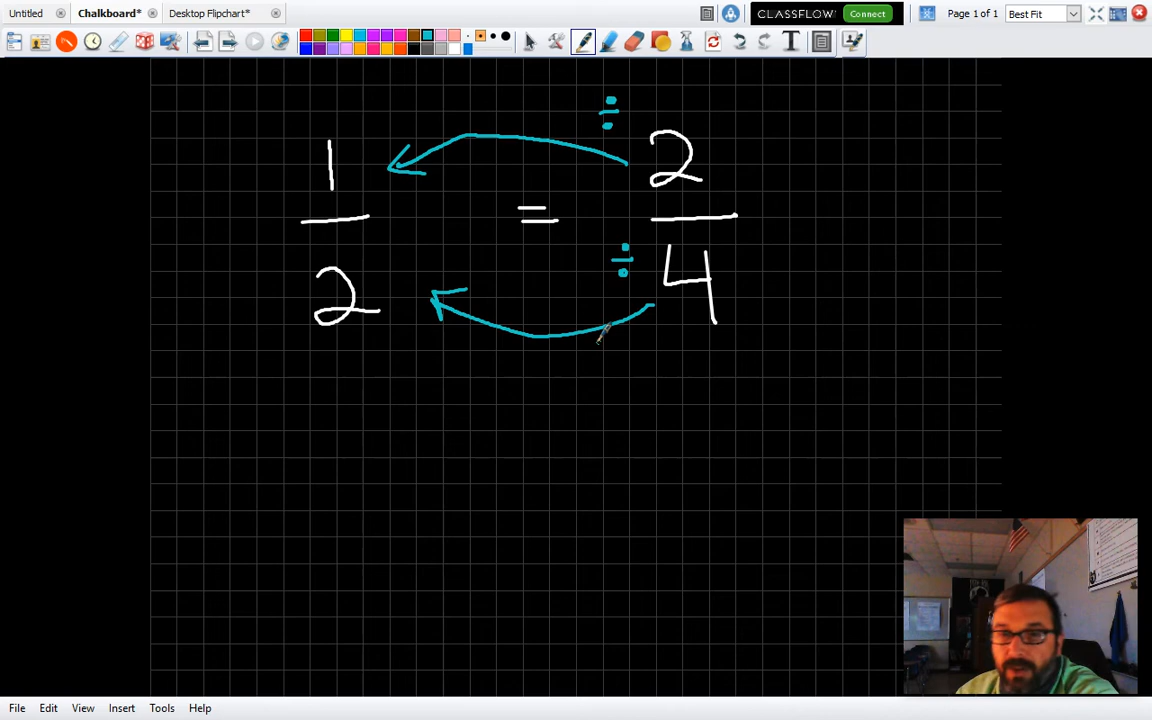 Untitled
Chalkboard*
Desktop Flipchart*
CLASSFLOW
Connect
Page 1 of 1
Best Fit
T
÷
1 2
=
÷
2 4
File Edit View Insert Tools Help